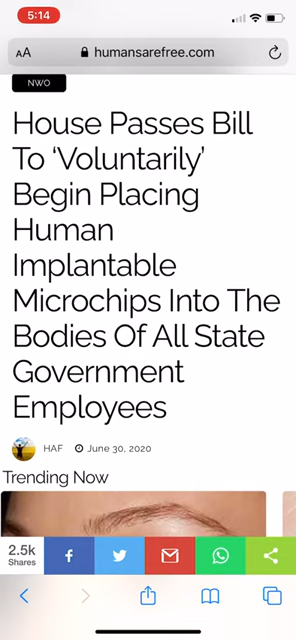 5:14
AA humansarefree.com
NWO
House Passes Bill
To ‘Voluntarily’
Begin Placing
Human
Implantable
Microchips Into The
Bodies Of All State
Government
Employees
HAF June 30, 2020
Trending Now
2.5k
Shares